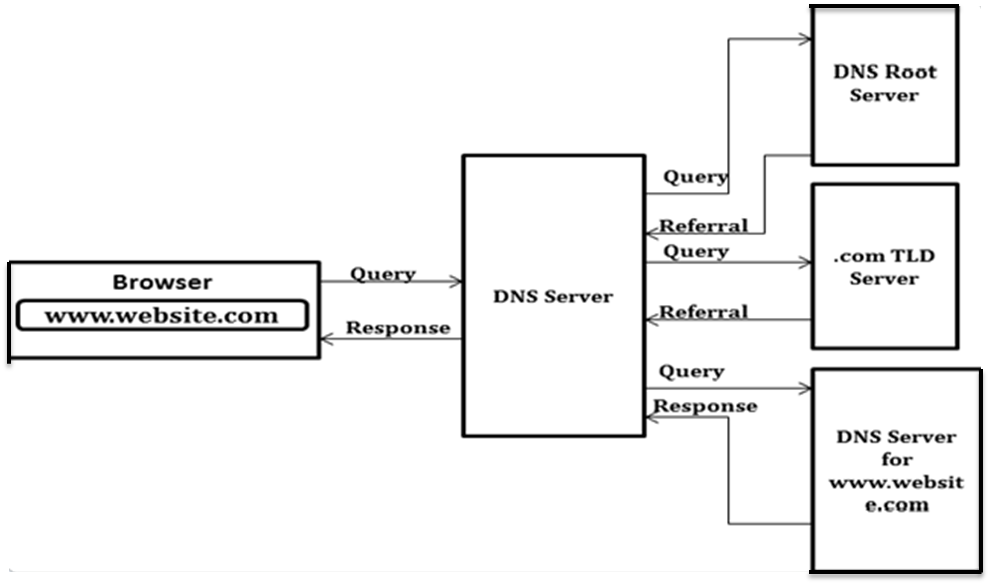 Browser
www.website.com
Query
Response
DNS Server
Query
Referral
Query
Referral
Query
Response
DNS Root
Server
.com TLD
Server
DNS Server
for
www.websit
e.com